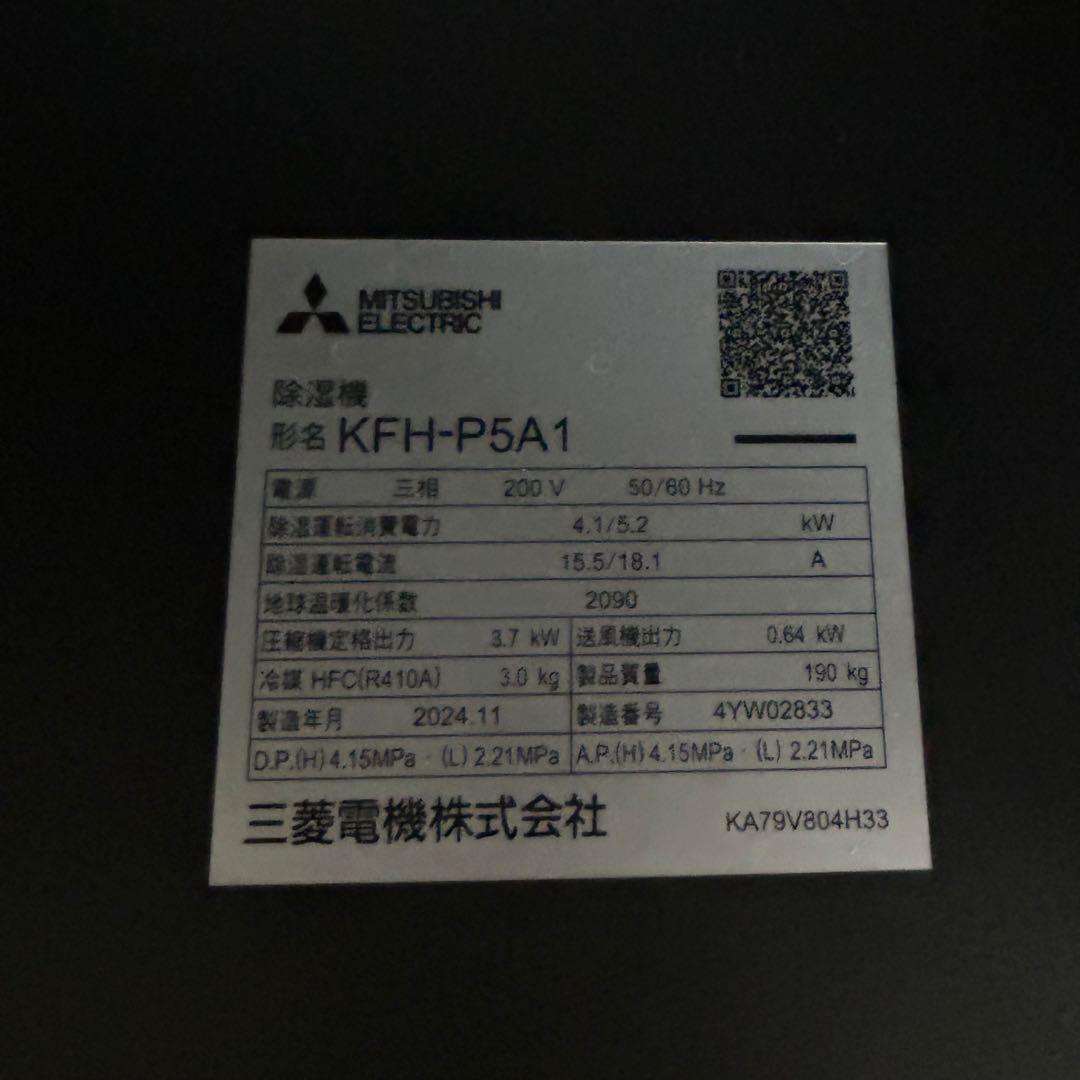 MITSUBISHI
ELECTRIC
除湿機
形名 KFH-P5A1
電源 三相 200 V 50/60 Hz
除湿運転消費電力 4.1/5.2 kW
除湿運転電流 15.5/18.1 A
地球温暖化係数 2090
圧縮機定格出力 3.7 kW 送風機出力 0.64 kW
冷媒 HFC(R410A) 3.0 kg 製品質量 190 kg
製造年月 2024.11 製造番号 4YW02833
D.P.(H) 4.15MPa · (L) 2.21MPa A.P.(H) 4.15MPa · (L) 2.21MPa
三菱電機株式会社 KA79V804H33